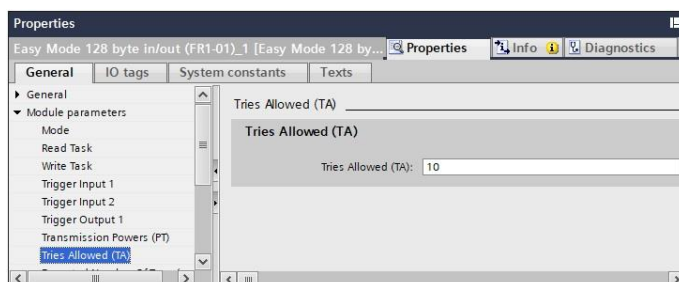 Properties
Easy Mode 128 byte in/out (FR1-01)_1 [Easy Mode 128 by... Properties Info Diagnostics
General IO tags System constants Texts
General
Module parameters
Mode
Read Task
Write Task
Trigger Input 1
Trigger Input 2
Trigger Output 1
Transmission Powers (PT)
Tries Allowed (TA)
Tries Allowed (TA)
Tries Allowed (TA)
Tries Allowed (TA): 10